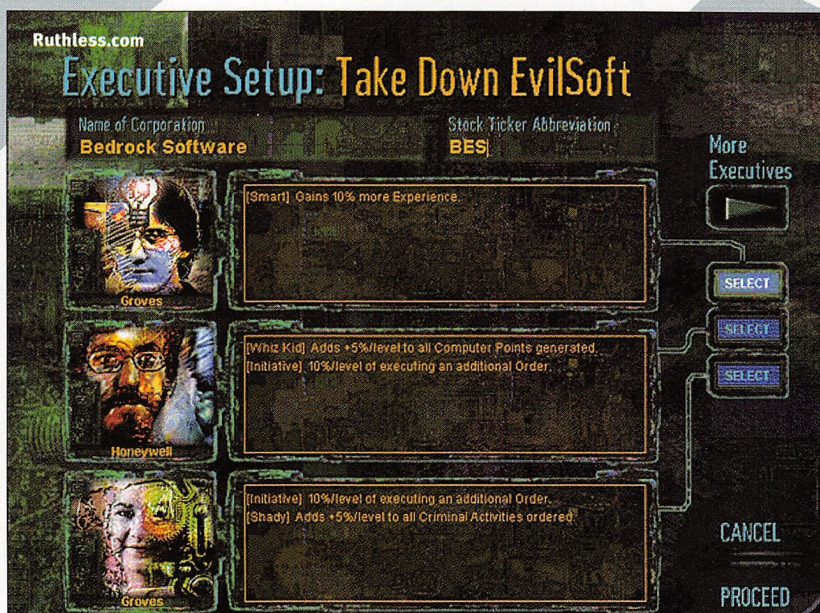 Ruthless.com
Executive Setup: Take Down EvilSoft
Name of Corporation
Bedrock Software
Stock Ticker Abbreviation
BES
More
Executives
[Smart] Gains 10% more Experience.
Groves
SELECT
SELECT
SELECT
[Whiz Kid] Adds +5%/level to all Computer Points generated.
[Initiative] 10%/level of executing an additional Order.
Honeywell
[Initiative] 10%/level of executing an additional Order.
[Shady] Adds +5%/level to all Criminal Activities ordered.
Groves
CANCEL
PROCEED